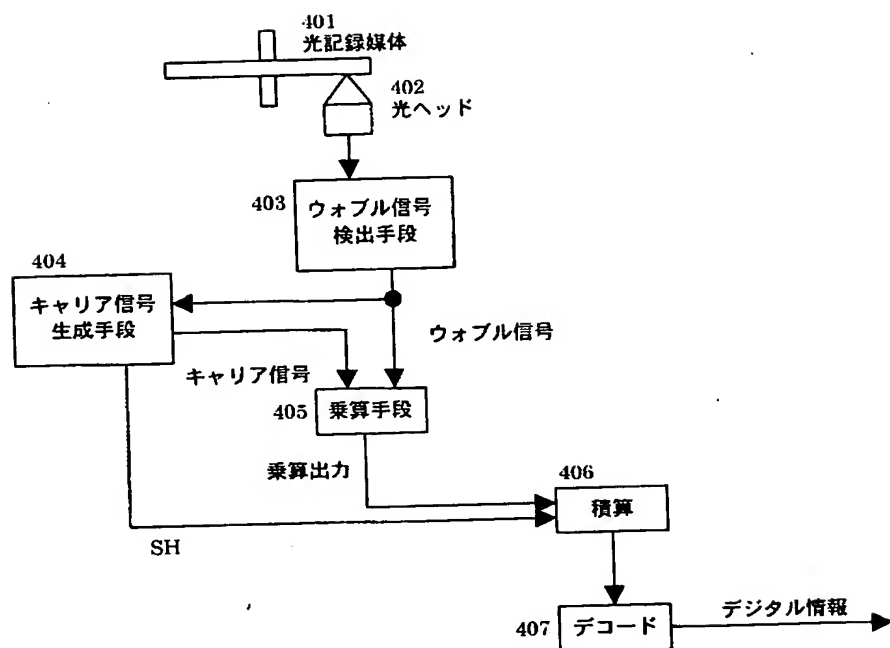 401
光記録媒体
402
光ヘッド
403
ウォブル信号
検出手段
404
キャリア信号
生成手段
ウォブル信号
キャリア信号
405
乗算手段
乗算出力
406
積算
SH
407
デコード
デジタル情報